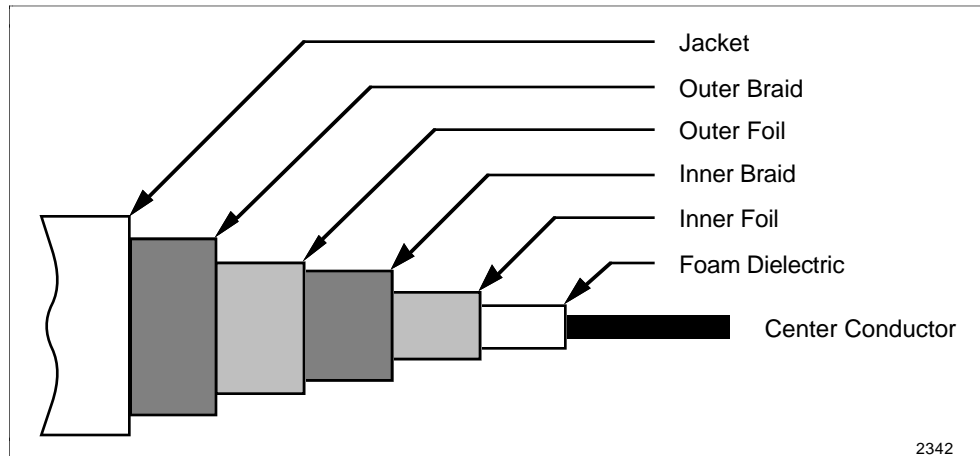 Jacket
Outer Braid
Outer Foil
Inner Braid
Inner Foil
Foam Dielectric
Center Conductor
2342